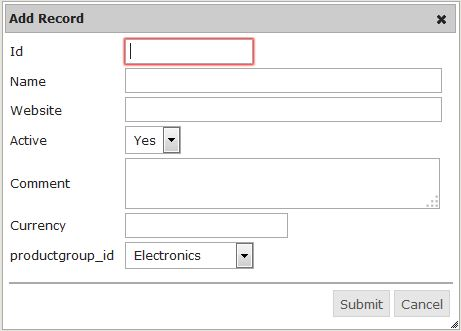 Add Record
Id
Name
Website
Active Yes
Comment
Currency
productgroup_id Electronics
Submit Cancel